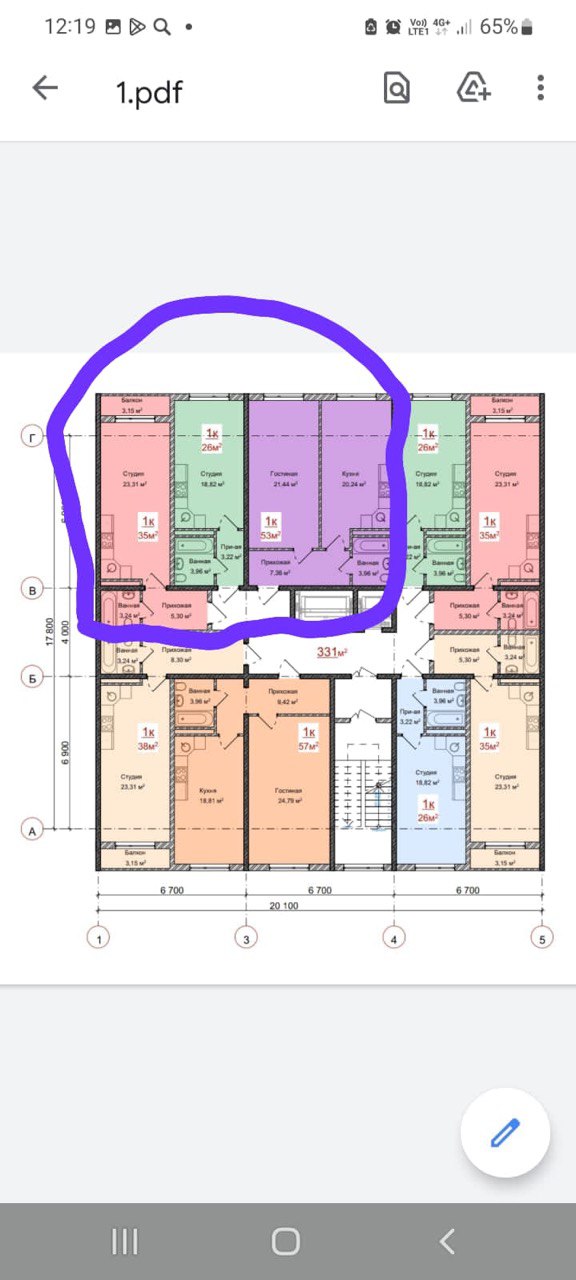 12:19
Vo)) 4G+
LTE1
65%
1.pdf
Балкон
3,15 м²
1к
26м²
1к
26м²
Балкон
3,15 м²
Г
Студия
23,31 м²
Студия
18,82 м²
Гостиная
21.44 м²
Кухня
20,24 м²
Студия
18,82 м²
Студия
23,31 м²
1к
35м²
1к
53м²
1к
35м²
При-ая
3.22 м²
Ванная
3,96 м²
Прихожая
7,36 м²
Ванная
3,96 м²
Ванная
3,96 м²
В
Ванная
3,24 м²
Прихожая
5,30 м²
Прихожая
5,30 м²
Ванная
3,24 м²
17 800
4 000
331м²
Ванная
3,24 м²
Прихожая
8.30 м²
Прихожая
5,30 м²
Ванная
3,24 м²
Б
Ванная
3,96 м²
Прихожая
8,42 м²
При-ая
3,22 м²
Ванная
3,96 м²
1к
38м²
1к
57м²
1к
35м²
6 900
Студия
23,31 м²
Кухня
18,81 м²
Гостиная
24,79 м²
Студия
18,82 м²
Студия
23,31 м²
1к
26м²
А
Балкон
3,15 м²
Балкон
3,15 м²
6 700
6 700
6 700
20 100
1
3
4
5